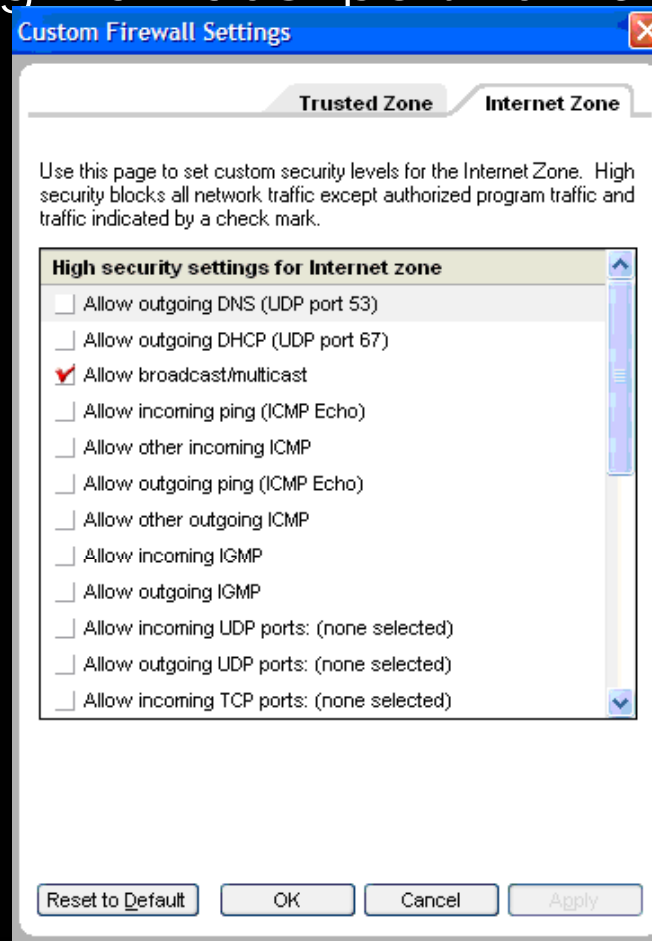 Custom Firewall Settings
Trusted Zone
Internet Zone
Use this page to set custom security levels for the Internet Zone. High
security blocks all network traffic except authorized program traffic and
traffic indicated by a check mark.
High security settings for Internet zone
Allow outgoing DNS (UDP port 53)
Allow outgoing DHCP (UDP port 67)
Allow broadcast/multicast
Allow incoming ping (ICMP Echo)
Allow other incoming ICMP
Allow outgoing ping (ICMP Echo)
Allow other outgoing ICMP
Allow incoming IGMP
Allow outgoing IGMP
Allow incoming UDP ports: (none selected)
Allow outgoing UDP ports: (none selected)
Allow incoming TCP ports: (none selected)
Reset to Default
OK
Cancel
Apply